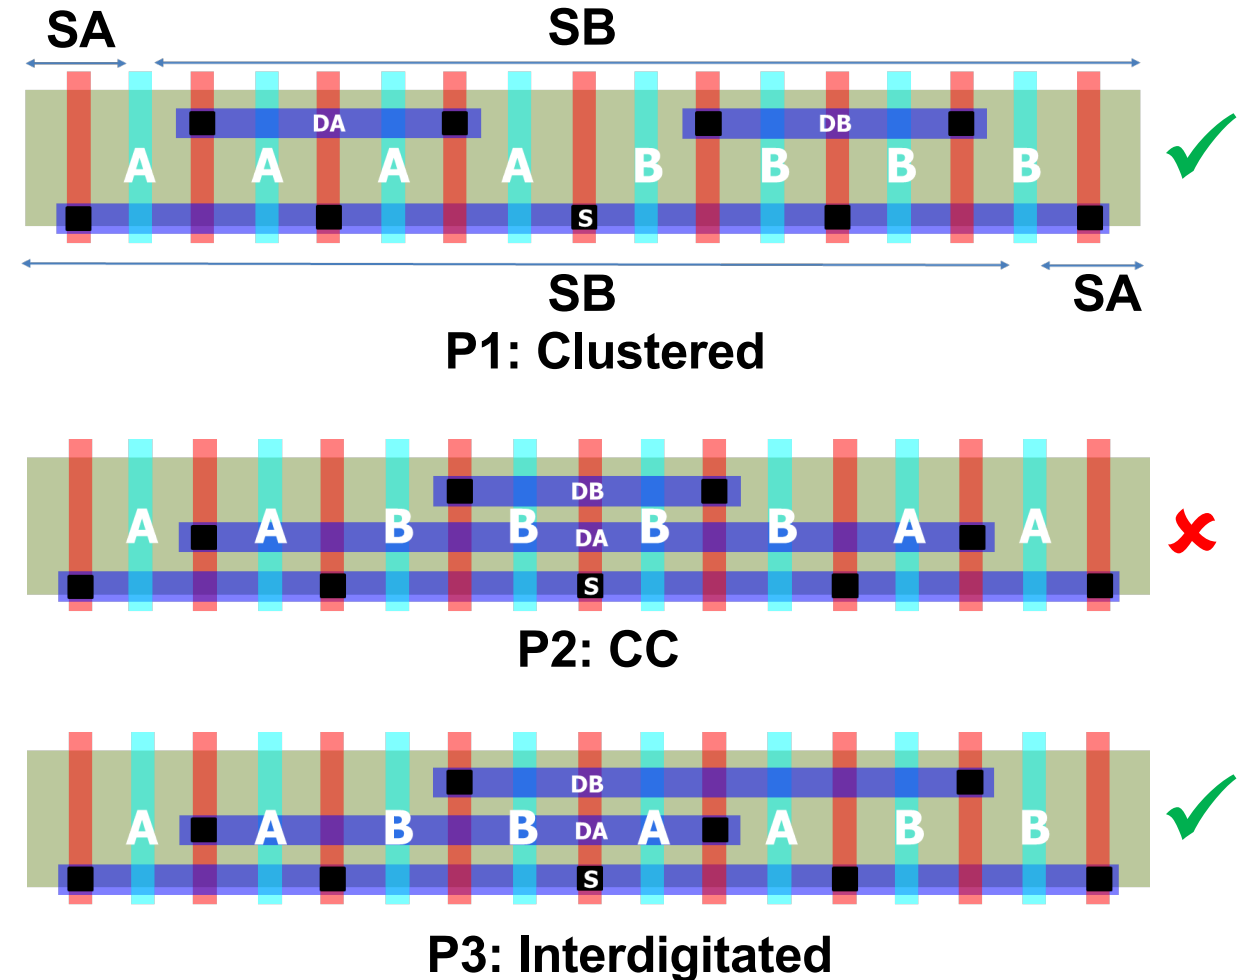 SA SB
DA DB
A A A A B B B B
S
SB SA
P1: Clustered
DB
A A B B B B A A
DA
S
P2: CC
DB
A A B B DA A A B B
S
P3: Interdigitated